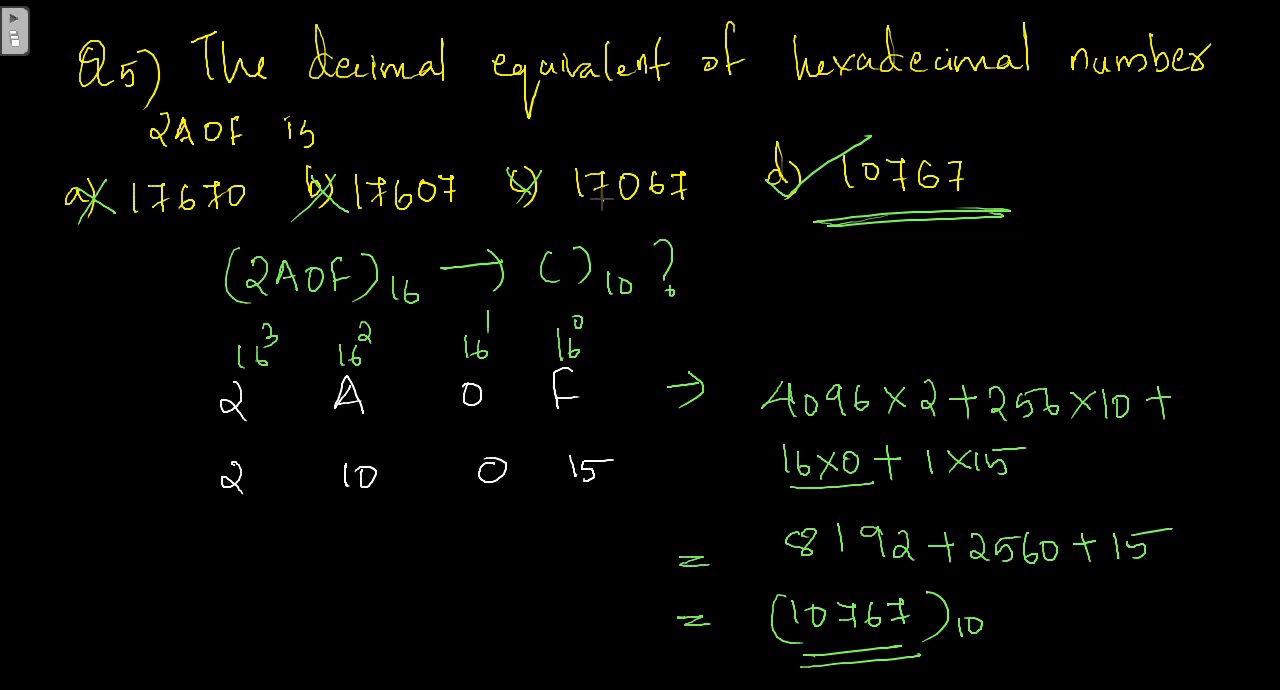 Q5) The decimal equivalent of hexadecimal number
2A0F is
a) 17670 b) 17607 c) 17067 d) 10767
(2A0F)₁₆ → ( )₁₀ ?
16³ 16² 16¹ 16⁰
2 A 0 F → 4096 × 2 + 256 × 10 +
16×0 + 1×15
2 10 0 15
= 8192 + 2560 + 15
= (10767)₁₀